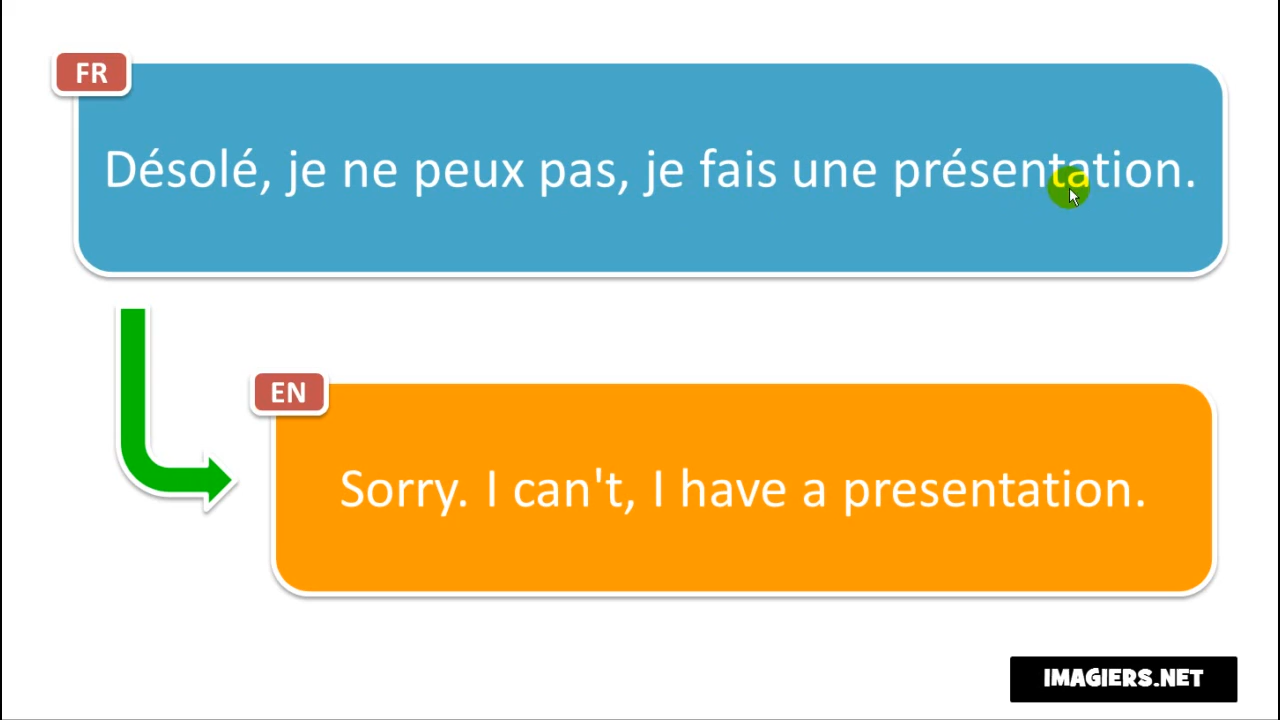 FR
Désolé, je ne peux pas, je fais une présentation.
EN
Sorry. I can't, I have a presentation.
IMAGIERS.NET